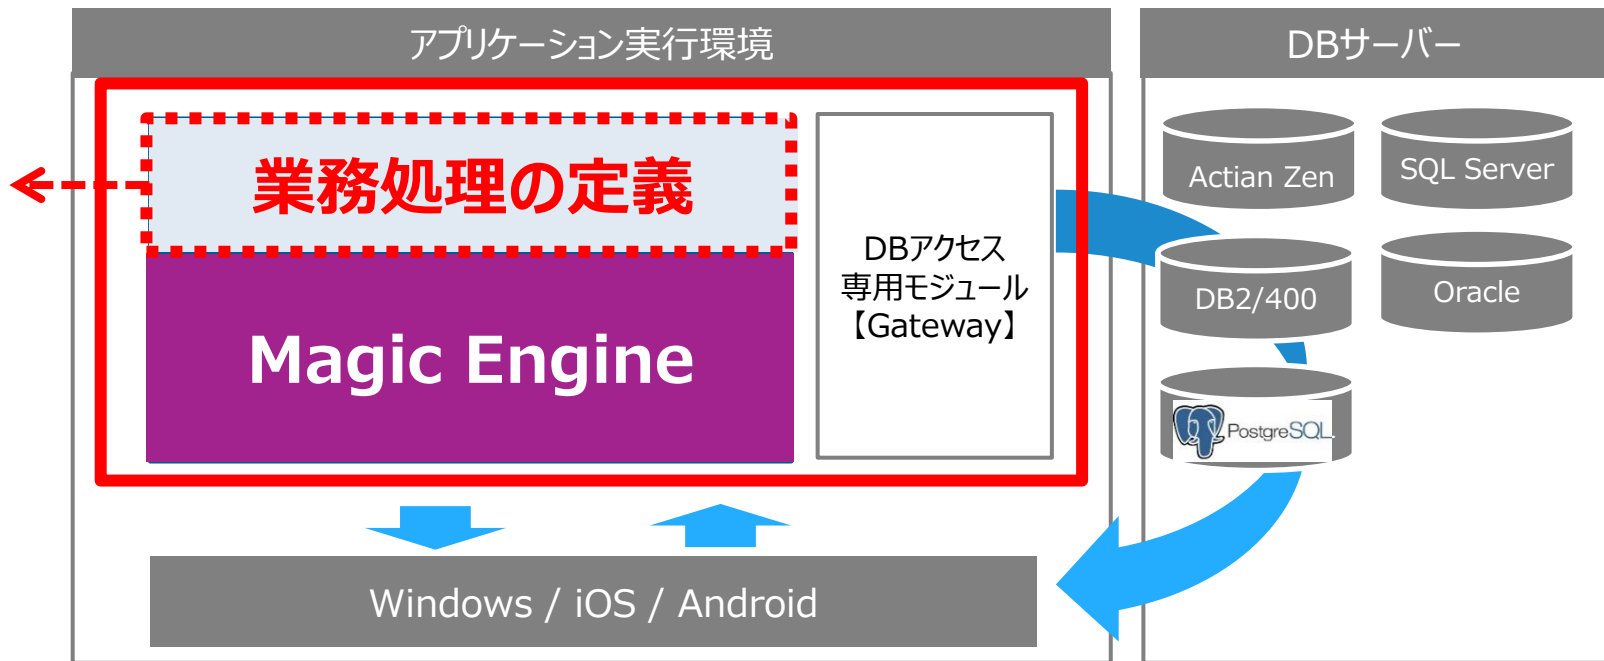 アプリケーション実行環境
DBサーバー
業務処理の定義
Magic Engine
DBアクセス
専用モジュール
【Gateway】
Windows / iOS / Android
Actian Zen
SQL Server
DB2/400
Oracle
PostgreSQL